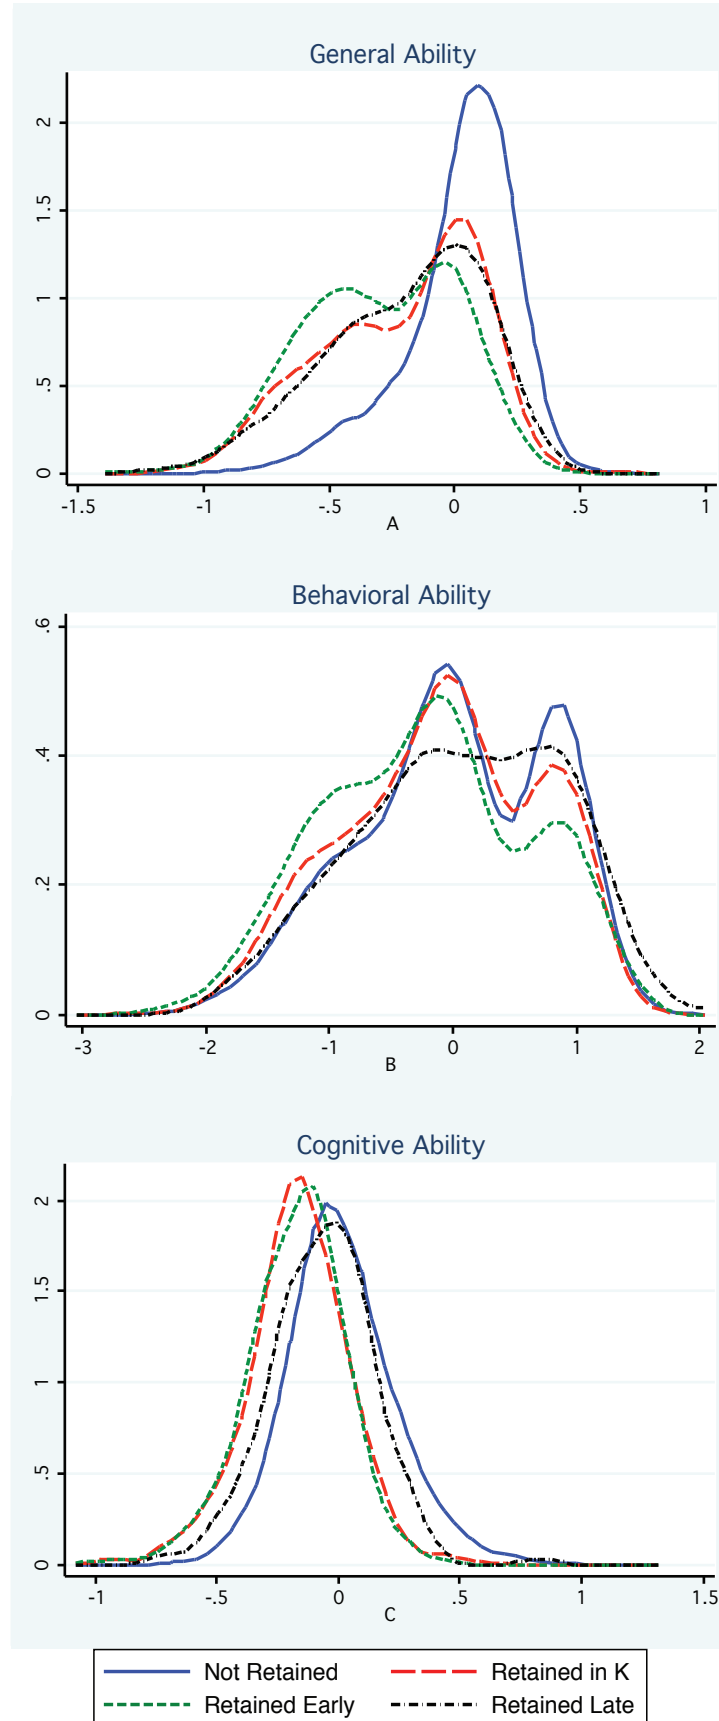 General Ability
2
1.5
1
.5
0
-1.5 -1 -.5 0 .5 1
A
Behavioral Ability
.6
.4
.2
0
-3 -2 -1 0 1 2
B
Cognitive Ability
2
1.5
1
.5
0
-1 -.5 0 .5 1 1.5
C
Not Retained Retained in K
Retained Early Retained Late